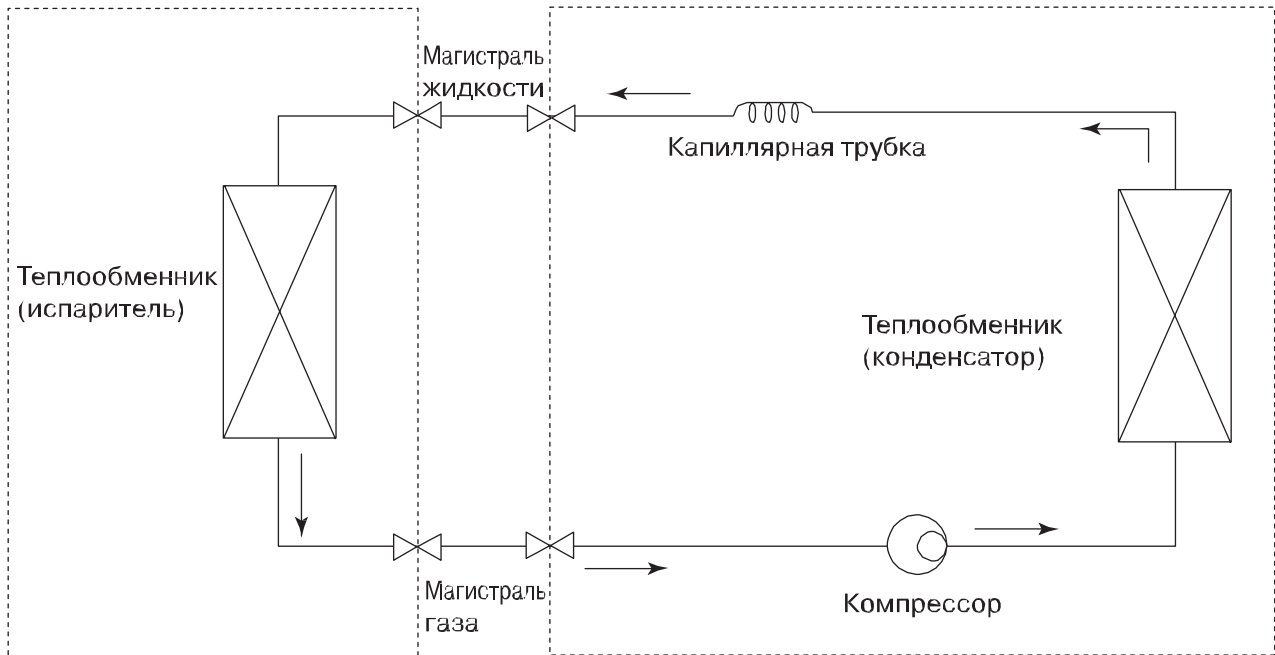 Магистраль
жидкости
Капиллярная трубка
Теплообменник
(испаритель)
Теплообменник
(конденсатор)
Компрессор
Магистраль
газа